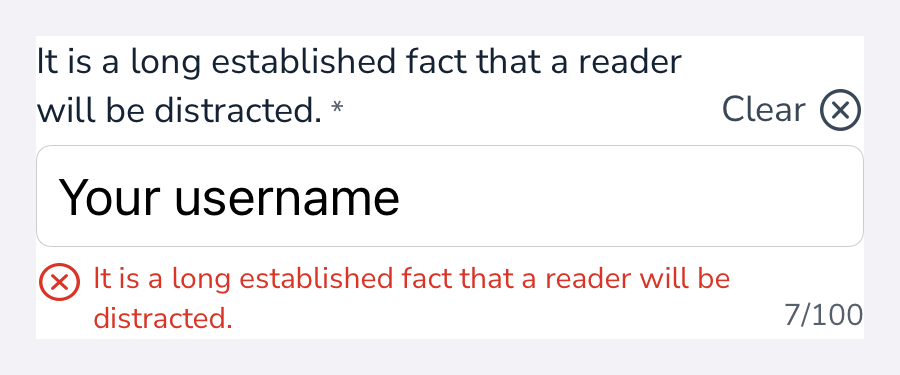 It is a long established fact that a reader
will be distracted. *
Clear
Your username
It is a long established fact that a reader will be
distracted.
7/100